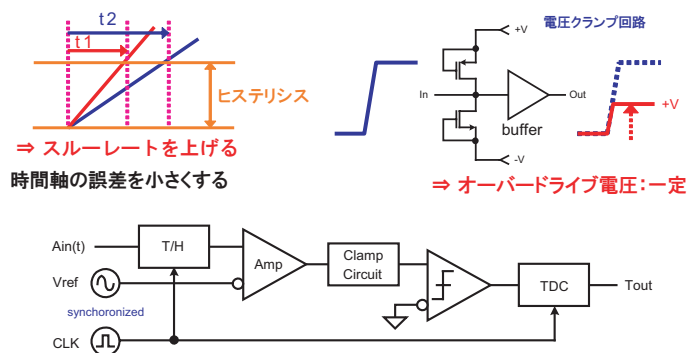 t2
t1
ヒステリシス
⇒ スルーレートを上げる
時間軸の誤差を小さくする
電圧クランプ回路
+V
In
Out
buffer
-V
+V
⇒ オーバードライブ電圧:一定
Ain(t)
T/H
Amp
Clamp
Circuit
TDC
Tout
Vref
synchoronized
CLK